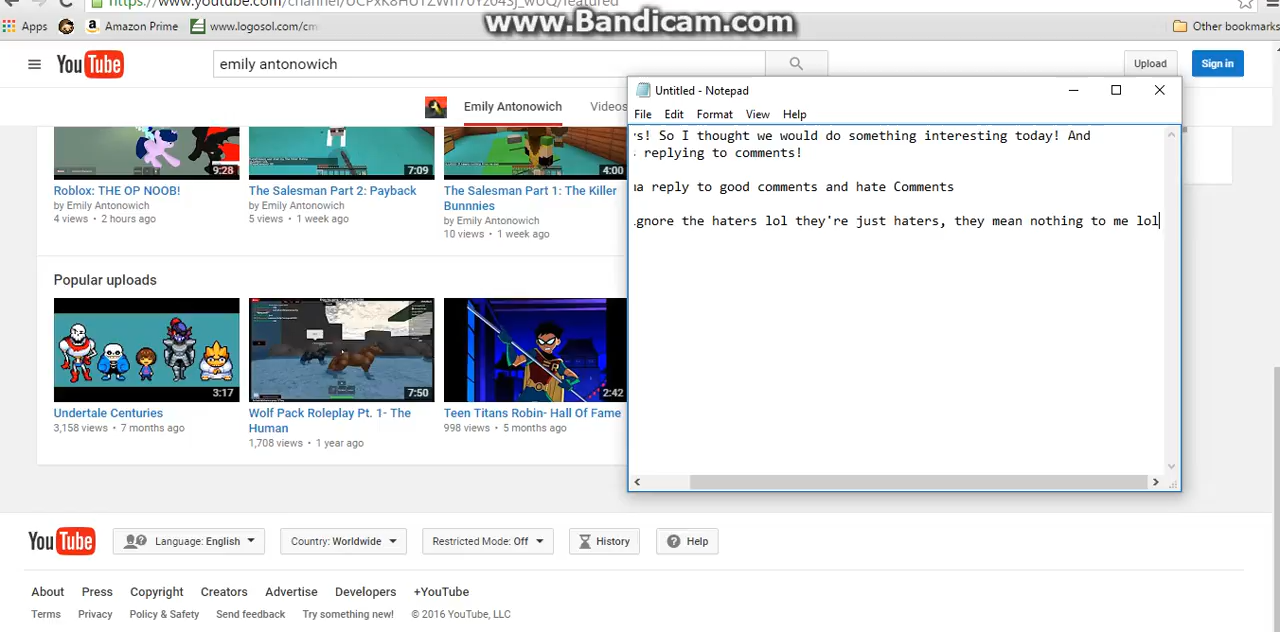 www.Bandicam.com
Apps Amazon Prime www.logosol.com/cm Other bookmarks
YouTube emily antonowich Upload Sign in
Emily Antonowich Videos
9:28 7:09 4:00
Roblox: THE OP NOOB!
by Emily Antonowich
4 views • 2 hours ago
The Salesman Part 2: Payback
by Emily Antonowich
5 views • 1 week ago
The Salesman Part 1: The Killer
Bunnnies
by Emily Antonowich
10 views • 1 week ago
Popular uploads
3:17 7:50 2:42
Undertale Centuries
3,158 views • 7 months ago
Wolf Pack Roleplay Pt. 1- The
Human
1,708 views • 1 year ago
Teen Titans Robin- Hall Of Fame
998 views • 5 months ago
Untitled - Notepad
File Edit Format View Help
So I thought we would do something interesting today! And
replying to comments!
reply to good comments and hate Comments
ignore the haters lol they're just haters, they mean nothing to me lol
YouTube Language: English Country: Worldwide Restricted Mode: Off History Help
About Press Copyright Creators Advertise Developers +YouTube
Terms Privacy Policy & Safety Send feedback Try something new! © 2016 YouTube, LLC